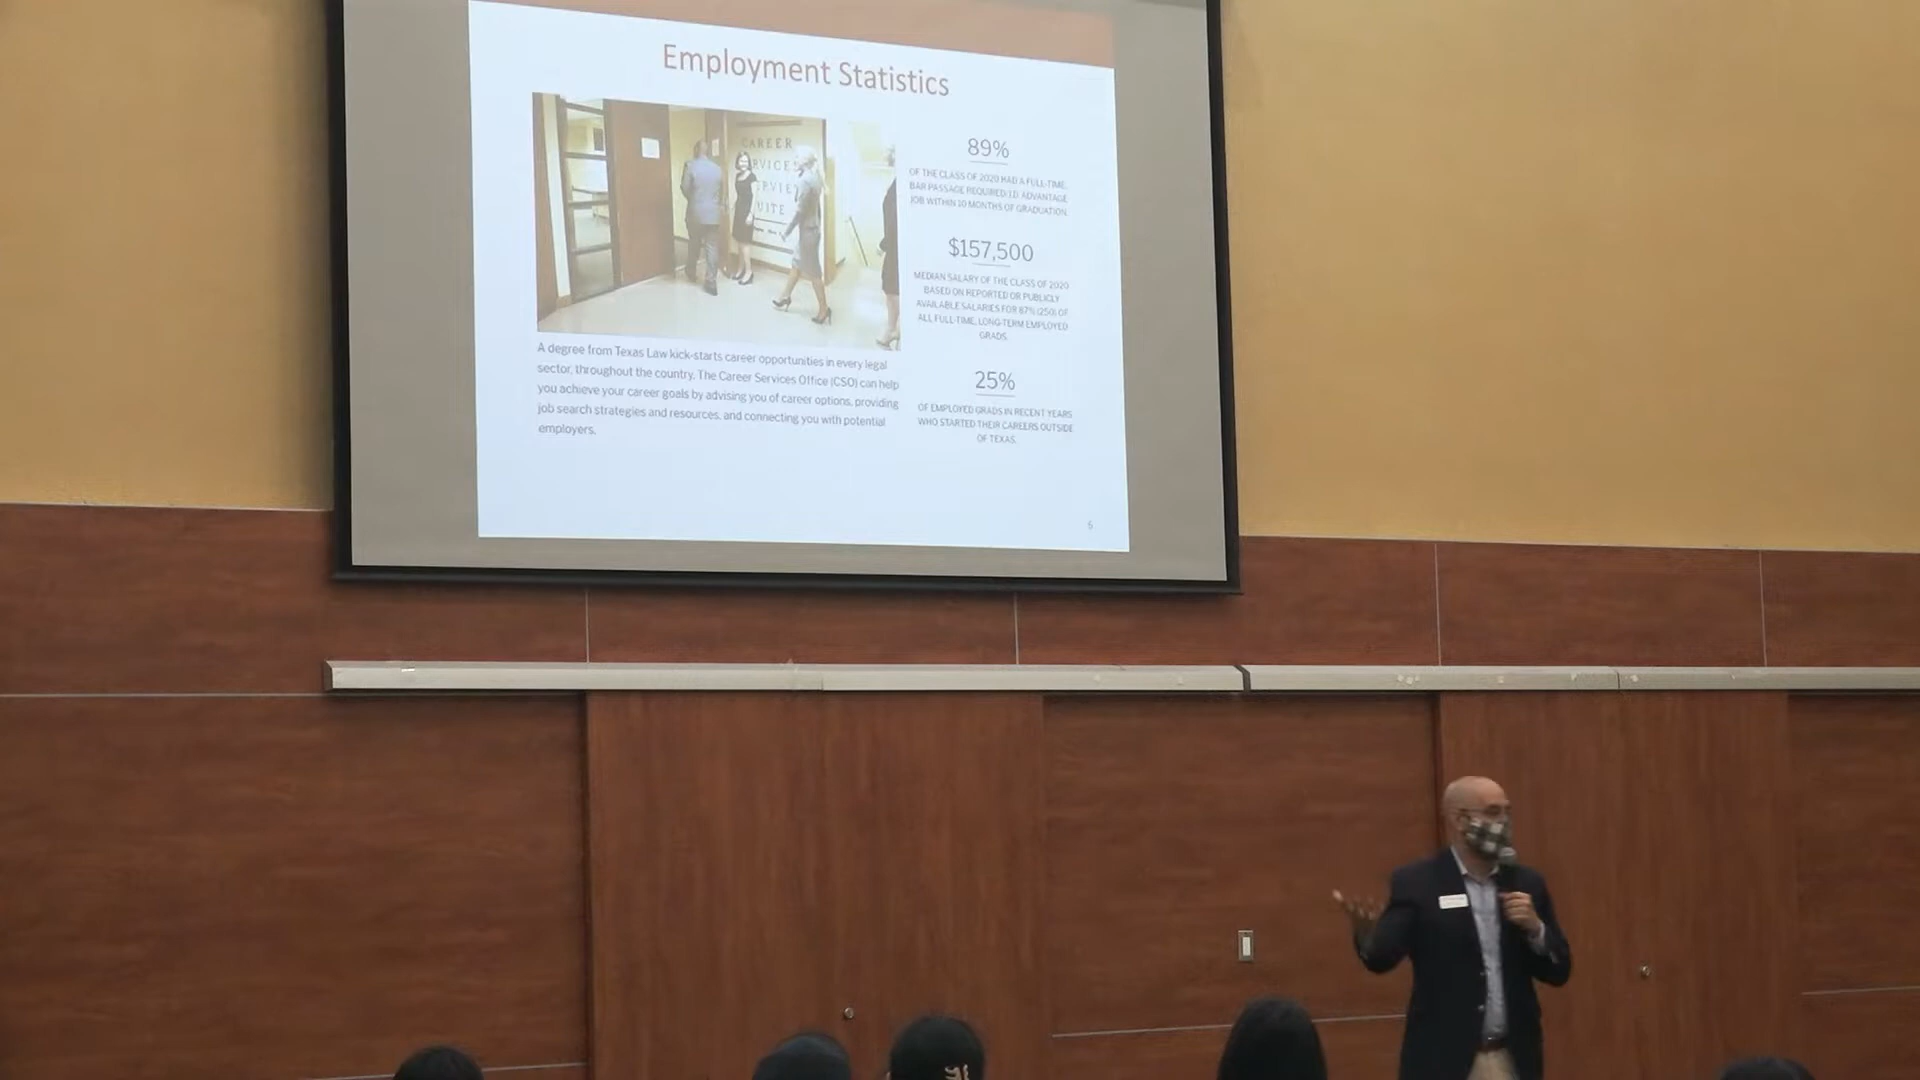 Employment Statistics
CAREER
UITE
89%
OF THE CLASS OF 2020 HAD A FULL-TIME,
BAR PASSAGE REQUIRED/J.D. ADVANTAGE
JOB WITHIN 10 MONTHS OF GRADUATION.
$157,500
MEDIAN SALARY OF THE CLASS OF 2020
BASED ON REPORTED OR PUBLICLY
AVAILABLE SALARIES FOR 87% (250) OF
ALL FULL-TIME, LONG-TERM EMPLOYED
GRADS.
25%
OF EMPLOYED GRADS IN RECENT YEARS
WHO STARTED THEIR CAREERS OUTSIDE
OF TEXAS.
A degree from Texas Law kick-starts career opportunities in every legal
sector, throughout the country. The Career Services Office (CSO) can help
you achieve your career goals by advising you of career options, providing
job search strategies and resources, and connecting you with potential
employers.